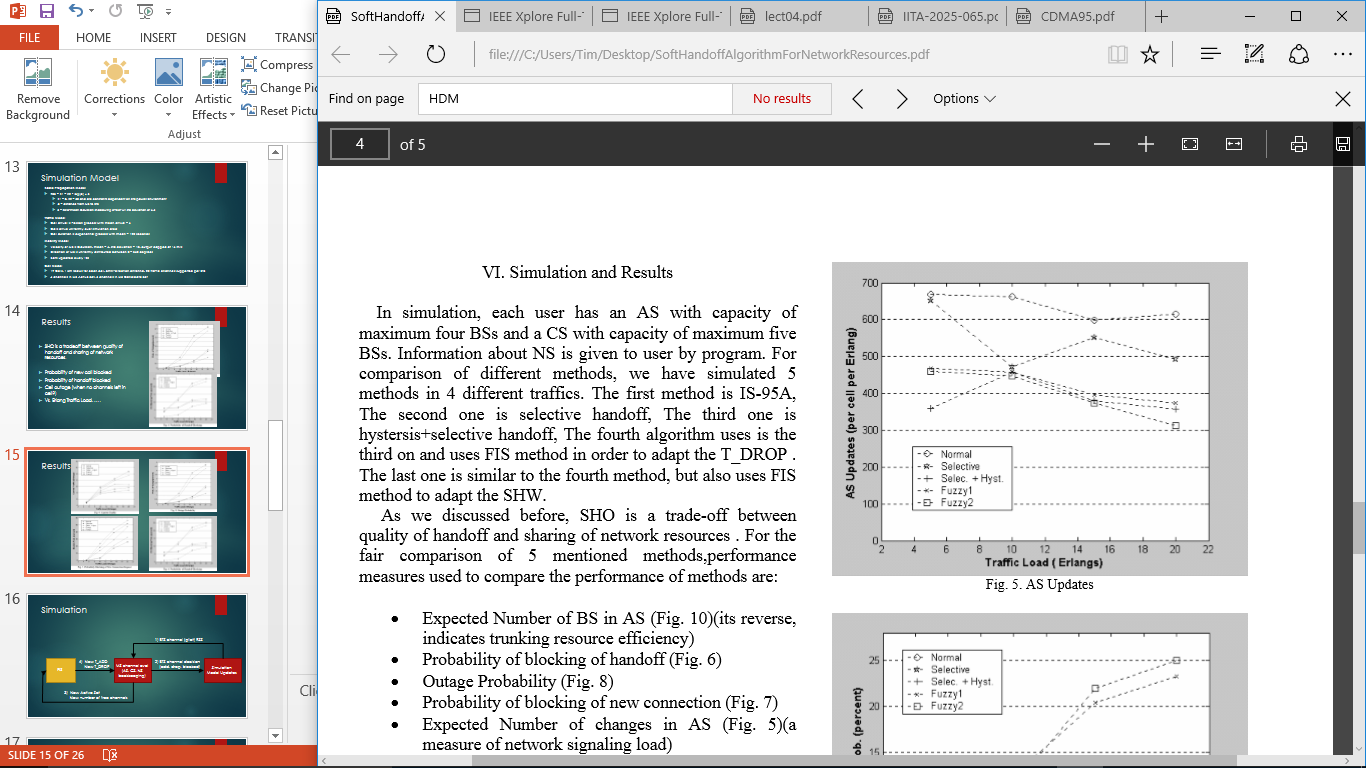 FILE
HOME
INSERT
DESIGN
TRANSITI
Remove
Background
Corrections
Color
Artistic
Effects
Compress
Change Pic
Reset Pictu
Adjust
13
Simulation Model
14
Results
SHO is a tradeoff between quality of
handoff and sharing of network
resources
Probability of new call blocked
Probability of handoff blocked
Cell outage (when no channels left in
cell?)
Vs. Erlang Traffic Load……
15
Results
16
Simulation
17
SLIDE 15 OF 26
Clic
SoftHandoffA
IEEE Xplore Full-T
IEEE Xplore Full-T
lect04.pdf
IITA-2025-065.pc
CDMA95.pdf
file:///C:/Users/Tim/Desktop/SoftHandoffAlgorithmForNetworkResources.pdf
Find on page
HDM
No results
Options
4
of 5
VI. Simulation and Results
In simulation, each user has an AS with capacity of
maximum four BSs and a CS with capacity of maximum five
BSs. Information about NS is given to user by program. For
comparison of different methods, we have simulated 5
methods in 4 different traffics. The first method is IS-95A,
The second one is selective handoff, The third one is
hystersis+selective handoff, The fourth algorithm uses is the
third on and uses FIS method in order to adapt the T_DROP .
The last one is similar to the fourth method, but also uses FIS
method to adapt the SHW.
As we discussed before, SHO is a trade-off between
quality of handoff and sharing of network resources . For the
fair comparison of 5 mentioned methods,performance
measures used to compare the performance of methods are:
• Expected Number of BS in AS (Fig. 10)(its reverse,
indicates trunking resource efficiency)
• Probability of blocking of handoff (Fig. 6)
• Outage Probability (Fig. 8)
• Probability of blocking of new connection (Fig. 7)
• Expected Number of changes in AS (Fig. 5)(a
measure of network signaling load)
700
600
500
400
300
200
100
0
AS Updates (per cell per Erlang)
Normal
Selective
Selec. + Hyst.
Fuzzy1
Fuzzy2
2 4 6 8 10 12 14 16 18 20 22
Traffic Load ( Erlangs)
Fig. 5. AS Updates
25
20
15
ob. (percent)
Normal
Selective
Selec. + Hyst.
Fuzzy1
Fuzzy2